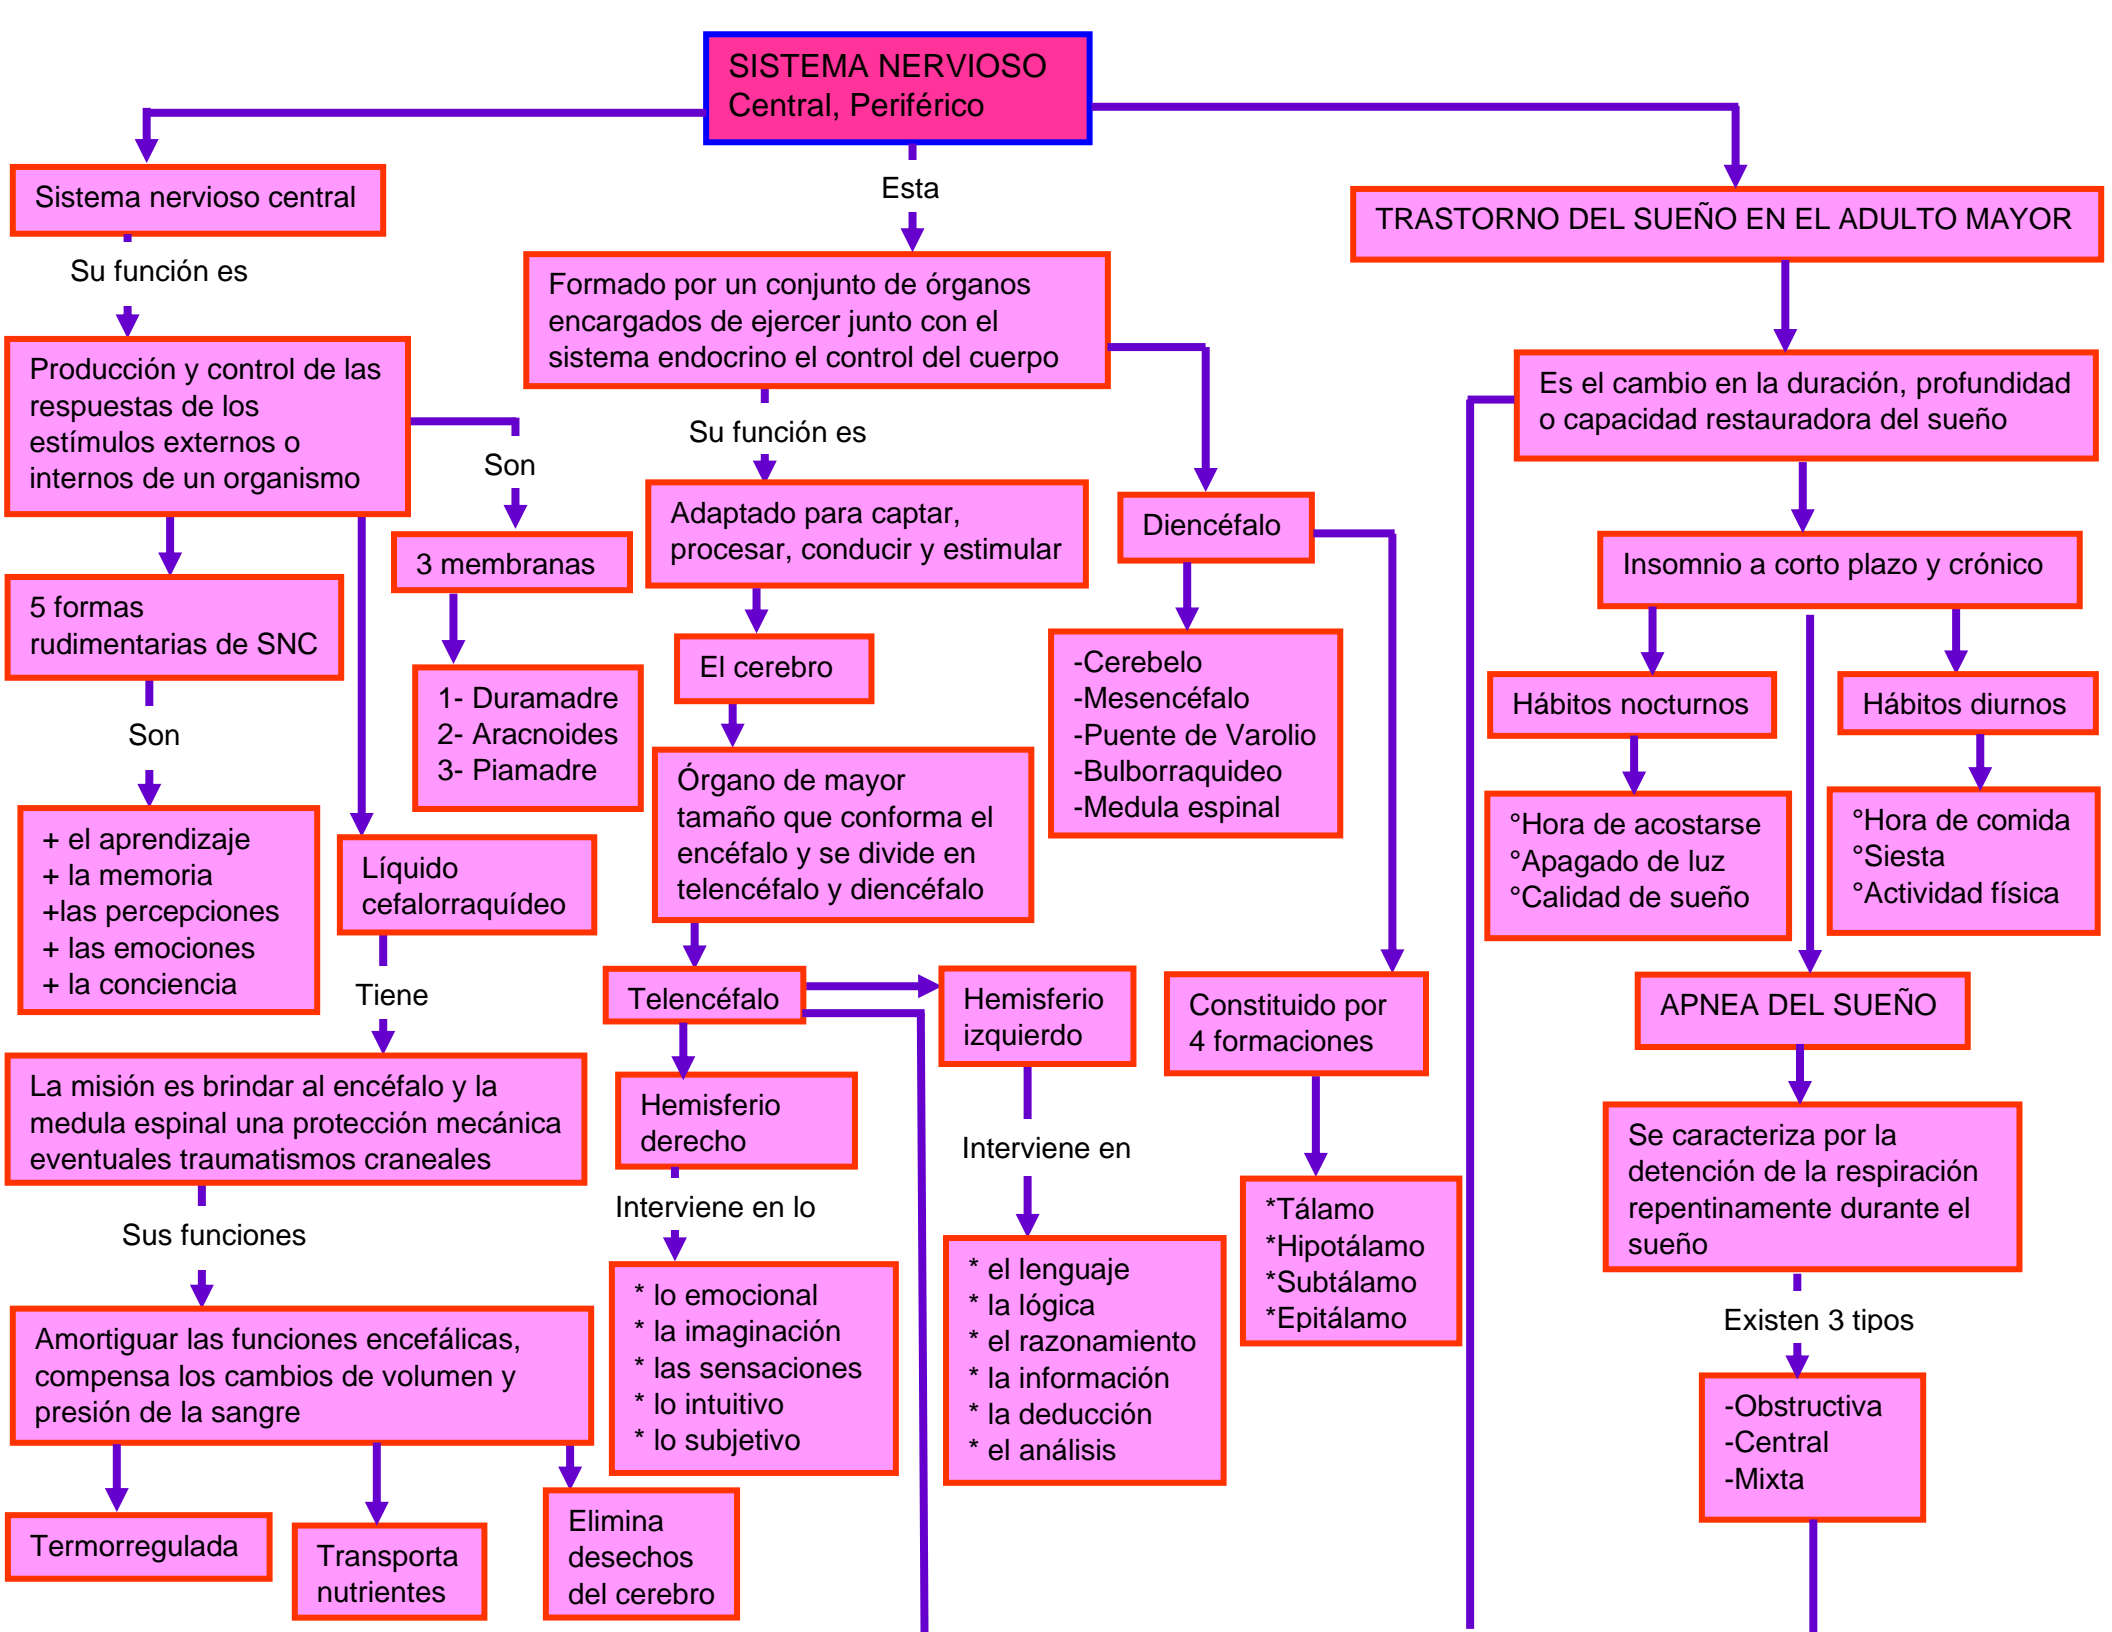 SISTEMA NERVIOSO
Central, Periférico
Sistema nervioso central
Su función es
Producción y control de las
respuestas de los
estímulos externos o
internos de un organismo
5 formas
rudimentarias de SNC
Son
+ el aprendizaje
+ la memoria
+las percepciones
+ las emociones
+ la conciencia
Son
3 membranas
1- Duramadre
2- Aracnoides
3- Piamadre
Líquido
cefalorraquídeo
Tiene
La misión es brindar al encéfalo y la
medula espinal una protección mecánica
eventuales traumatismos craneales
Sus funciones
Amortiguar las funciones encefálicas,
compensa los cambios de volumen y
presión de la sangre
Termorregulada
Transporta
nutrientes
Elimina
desechos
del cerebro
Esta
Formado por un conjunto de órganos
encargados de ejercer junto con el
sistema endocrino el control del cuerpo
Su función es
Adaptado para captar,
procesar, conducir y estimular
El cerebro
Órgano de mayor
tamaño que conforma el
encéfalo y se divide en
telencéfalo y diencéfalo
Telencéfalo
Hemisferio
derecho
Interviene en lo
* lo emocional
* la imaginación
* las sensaciones
* lo intuitivo
* lo subjetivo
Hemisferio
izquierdo
Interviene en
* el lenguaje
* la lógica
* el razonamiento
* la información
* la deducción
* el análisis
Diencéfalo
-Cerebelo
-Mesencéfalo
-Puente de Varolio
-Bulborraquideo
-Medula espinal
Constituido por
4 formaciones
*Tálamo
*Hipotálamo
*Subtálamo
*Epitálamo
TRASTORNO DEL SUEÑO EN EL ADULTO MAYOR
Es el cambio en la duración, profundidad
o capacidad restauradora del sueño
Insomnio a corto plazo y crónico
Hábitos nocturnos
°Hora de acostarse
°Apagado de luz
°Calidad de sueño
Hábitos diurnos
°Hora de comida
°Siesta
°Actividad física
APNEA DEL SUEÑO
Se caracteriza por la
detención de la respiración
repentinamente durante el
sueño
Existen 3 tipos
-Obstructiva
-Central
-Mixta